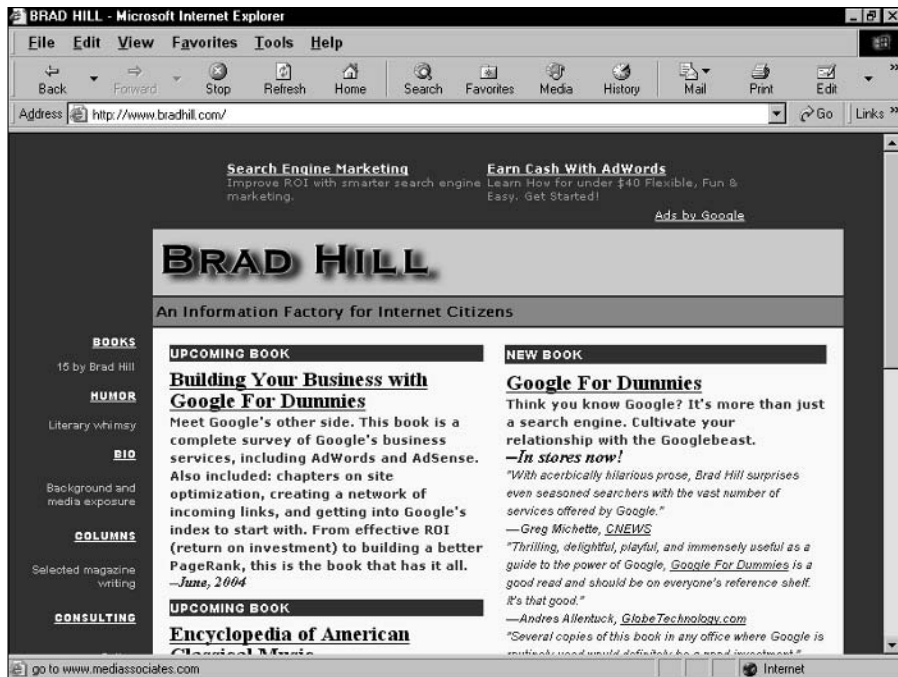 BRAD HILL - Microsoft Internet Explorer
File Edit View Favorites Tools Help
Back Forward Stop Refresh Home Search Favorites Media History Mail Print Edit
Address http://www.bradhill.com/ Go Links
Search Engine Marketing
Improve ROI with smarter search engine
marketing.
Earn Cash With AdWords
Learn How for under $40 Flexible, Fun &
Easy. Get Started!
Ads by Google
BRAD HILL
An Information Factory for Internet Citizens
BOOKS
15 by Brad Hill
HUMOR
Literary whimsy
BIO
Background and
media exposure
COLUMNS
Selected magazine
writing
CONSULTING
UPCOMING BOOK
Building Your Business with
Google For Dummies
Meet Google's other side. This book is a
complete survey of Google's business
services, including AdWords and AdSense.
Also included: chapters on site
optimization, creating a network of
incoming links, and getting into Google's
index to start with. From effective ROI
(return on investment) to building a better
PageRank, this is the book that has it all.
–June, 2004
UPCOMING BOOK
Encyclopedia of American
Classical Music
NEW BOOK
Google For Dummies
Think you know Google? It's more than just
a search engine. Cultivate your
relationship with the Googlebeast.
–In stores now!
"With acerbically hilarious prose, Brad Hill surprises
even seasoned searchers with the vast number of
services offered by Google."
—Greg Michette, CNEWS
"Thrilling, delightful, playful, and immensely useful as a
guide to the power of Google, Google For Dummies is a
good read and should be on everyone's reference shelf.
It's that good."
—Andres Allentuck, GlobeTechnology.com
"Several copies of this book in any office where Google is
routinely used would definitely be a good investment."
go to www.mediassociates.com
Internet